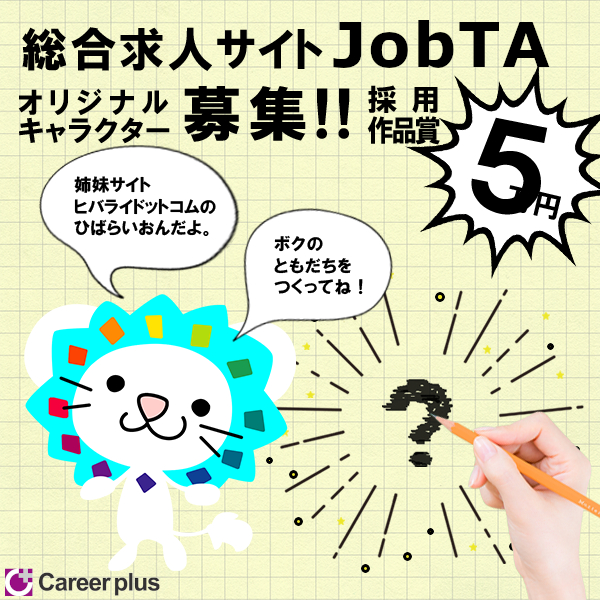 総合求人サイト JobTA
オリジナル
キャラクター
募集!!
採用
作品賞
5
円
姉妹サイト
ヒバライドットコムの
ひばらいおんだよ。
ボクの
ともだちを
つくってね！
?
Career plus